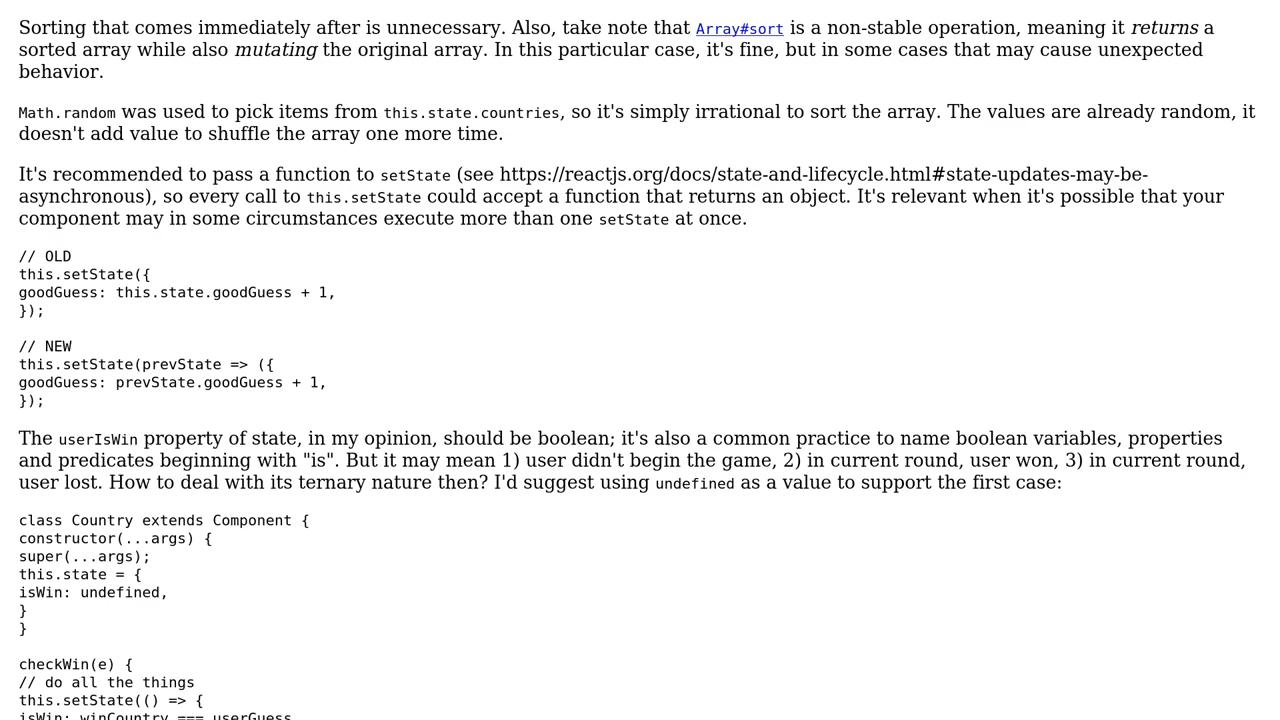 Sorting that comes immediately after is unnecessary. Also, take note that Array#sort is a non-stable operation, meaning it returns a
sorted array while also mutating the original array. In this particular case, it's fine, but in some cases that may cause unexpected
behavior.
Math.random was used to pick items from this.state.countries, so it's simply irrational to sort the array. The values are already random, it
doesn't add value to shuffle the array one more time.
It's recommended to pass a function to setState (see https://reactjs.org/docs/state-and-lifecycle.html#state-updates-may-be-
asynchronous), so every call to this.setState could accept a function that returns an object. It's relevant when it's possible that your
component may in some circumstances execute more than one setState at once.
// OLD
this.setState({
goodGuess: this.state.goodGuess + 1,
});
// NEW
this.setState(prevState => ({
goodGuess: prevState.goodGuess + 1,
});
The userIsWin property of state, in my opinion, should be boolean; it's also a common practice to name boolean variables, properties
and predicates beginning with "is". But it may mean 1) user didn't begin the game, 2) in current round, user won, 3) in current round,
user lost. How to deal with its ternary nature then? I'd suggest using undefined as a value to support the first case:
class Country extends Component {
constructor(...args) {
super(...args);
this.state = {
isWin: undefined,
}
}
checkWin(e) {
// do all the things
this.setState(() => {
isWin: winCountry === userGuess